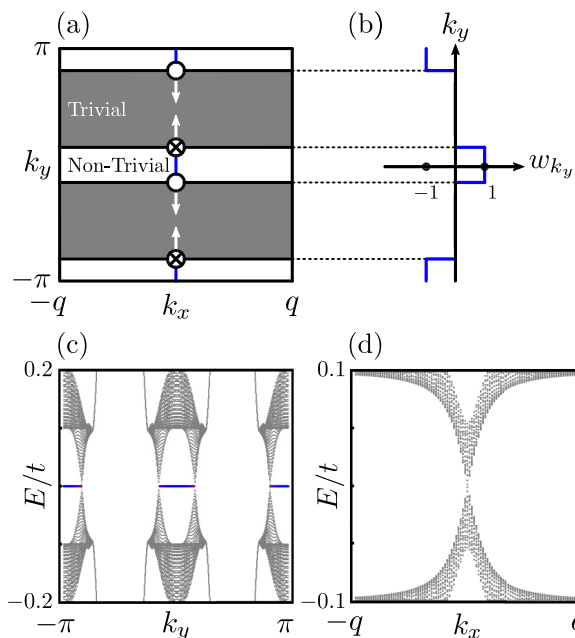 (a)
(b)
k_y
π
Trivial
Non-Trivial
k_y
w_{k_y}
−1
1
−π
−q
k_x
q
(c)
(d)
0.2
0.1
E/t
E/t
−0.2
0.1
−π
k_y
π
−q
k_x